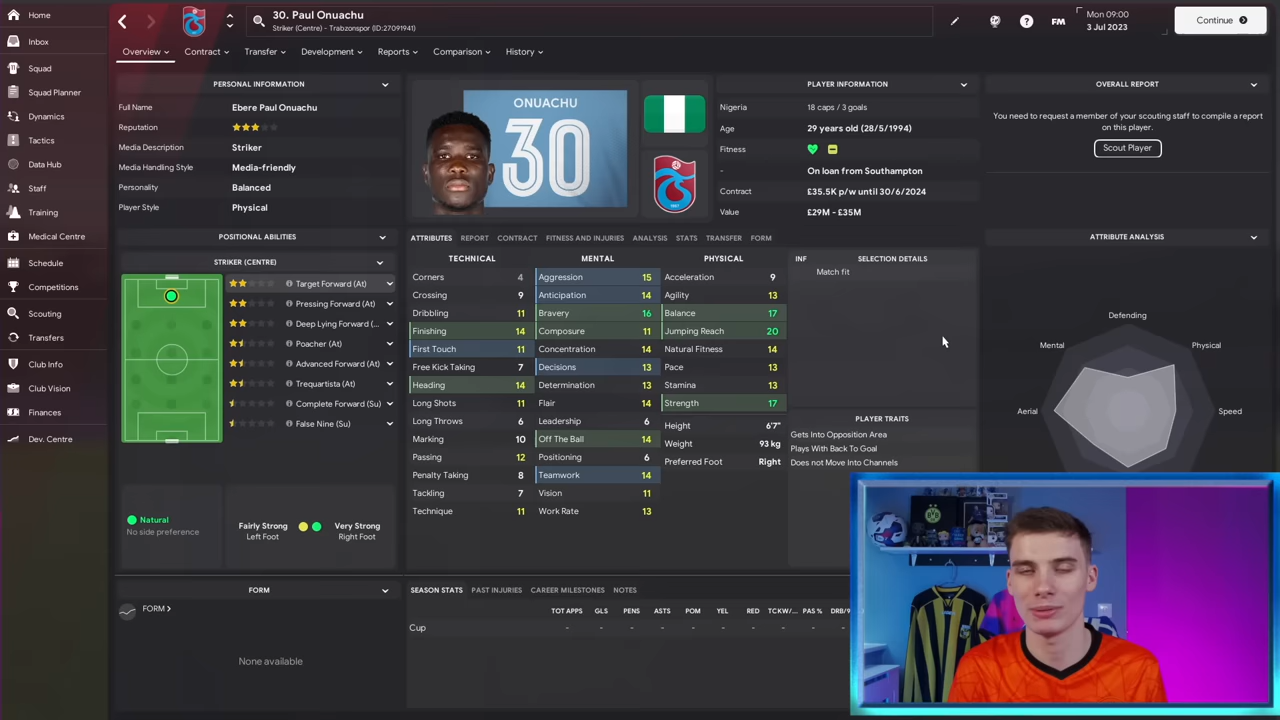 Home
Inbox
Squad
Squad Planner
Dynamics
Tactics
Data Hub
Staff
Training
Medical Centre
Schedule
Competitions
Scouting
Transfers
Club Info
Club Vision
Finances
Dev. Centre
30. Paul Onuachu
Striker (Centre) - Trabzonspor (ID:27091941)
FM
Mon 09:00
3 Jul 2023
Continue
Overview Contract Transfer Development Reports Comparison History
PERSONAL INFORMATION
Full Name Ebere Paul Onuachu
Reputation
Media Description Striker
Media Handling Style Media-friendly
Personality Balanced
Player Style Physical
ONUACHU
30
PLAYER INFORMATION
Nigeria 18 caps / 3 goals
Age 29 years old (28/5/1994)
Fitness
- On loan from Southampton
Contract £35.5K p/w until 30/6/2024
Value £29M - £35M
OVERALL REPORT
You need to request a member of your scouting staff to compile a report
on this player.
Scout Player
POSITIONAL ABILITIES
STRIKER (CENTRE)
Target Forward (At)
Pressing Forward (At)
Deep Lying Forward (...
Poacher (At)
Advanced Forward (At)
Trequartista (At)
Complete Forward (Su)
False Nine (Su)
Natural
No side preference
Fairly Strong
Left Foot
Very Strong
Right Foot
ATTRIBUTES REPORT CONTRACT FITNESS AND INJURIES ANALYSIS STATS TRANSFER FORM
TECHNICAL
Corners 4
Crossing 9
Dribbling 11
Finishing 14
First Touch 11
Free Kick Taking 7
Heading 14
Long Shots 11
Long Throws 6
Marking 10
Passing 12
Penalty Taking 8
Tackling 7
Technique 11
MENTAL
Aggression 15
Anticipation 14
Bravery 16
Composure 11
Concentration 14
Decisions 13
Determination 13
Flair 14
Leadership 6
Off The Ball 14
Positioning 6
Teamwork 14
Vision 11
Work Rate 13
PHYSICAL
Acceleration 9
Agility 13
Balance 17
Jumping Reach 20
Natural Fitness 14
Pace 13
Stamina 13
Strength 17
Height 6'7"
Weight 93 kg
Preferred Foot Right
INF SELECTION DETAILS
Match fit
PLAYER TRAITS
Gets Into Opposition Area
Plays With Back To Goal
Does not Move Into Channels
ATTRIBUTE ANALYSIS
Defending
Mental
Physical
Aerial
Speed
FORM
FORM
None available
SEASON STATS PAST INJURIES CAREER MILESTONES NOTES
TOT APPS GLS PENS ASTS POM YEL RED TCKW/... PAS % DRB/9
Cup - - - - - - - - -